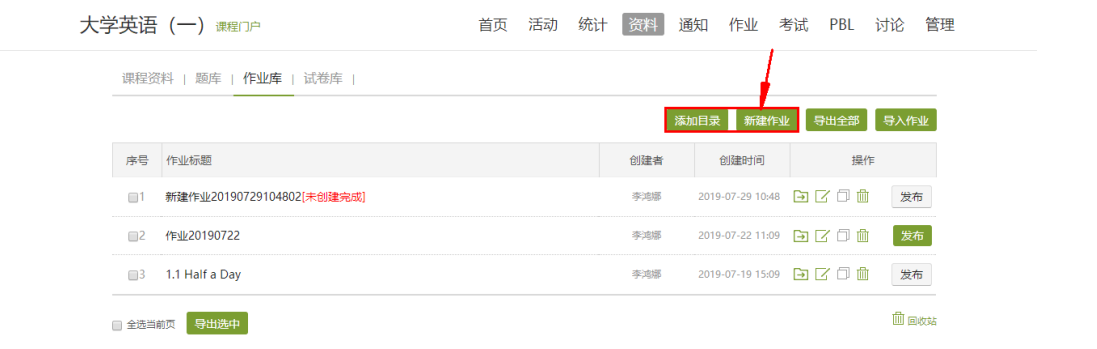 大学英语（一） 课程门户 首页 活动 统计 资料 通知 作业 考试 PBL 讨论 管理
课程资料 | 题库 | 作业库 | 试卷库 |
添加目录 新建作业 导出全部 导入作业
序号 作业标题 创建者 创建时间 操作
1 新建作业20190729104802[未创建完成] 李鸿娜 2019-07-29 10:48 发布
2 作业20190722 李鸿娜 2019-07-22 11:09 发布
3 1.1 Half a Day 李鸿娜 2019-07-19 15:09 发布
全选当前页 导出选中 回收站